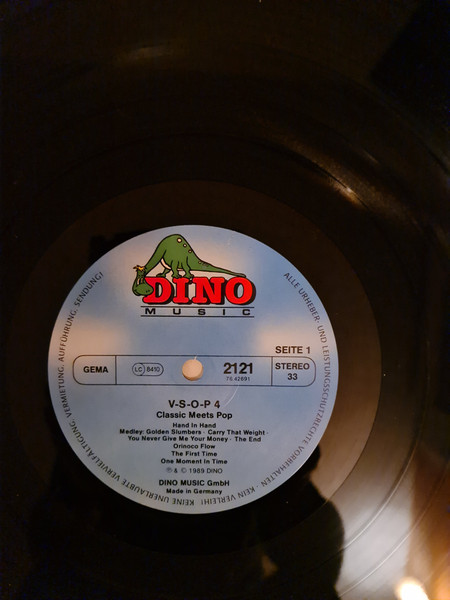 DINO
MUSIC
SEITE 1
GEMA
LC 8410
2121
STEREO
33
V-S-O-P 4
Classic Meets Pop
Hand In Hand
Medley: Golden Slumbers · Carry That Weight ·
You Never Give Me Your Money · The End
Orinoco Flow
The First Time
One Moment In Time
℗ & © 1989 DINO
DINO MUSIC GmbH
Made in Germany
ALLE URHEBER- UND LEISTUNGSSCHUTZRECHTE VORBEHALTEN · KEIN VERLEIH! · KEINE UNERLAUBTE VERVIELFÄLTIGUNG, VERMIETUNG, AUFFÜHRUNG, SENDUNG!